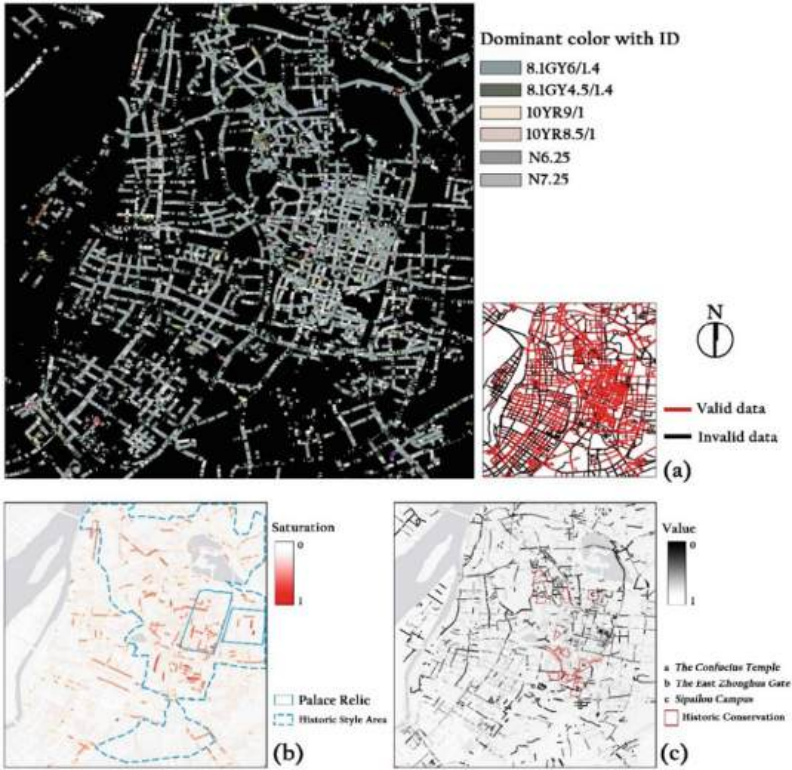 Dominant color with ID
8.1GY6/1.4
8.1GY4.5/1.4
10YR9/1
10YR8.5/1
N6.25
N7.25
N
Valid data
Invalid data
(a)
Saturation
0
1
Palace Relic
Historic Style Area
(b)
Value
0
1
a The Confucius Temple
b The East Zhonghua Gate
c Sipailou Campus
Historic Conservation
(c)